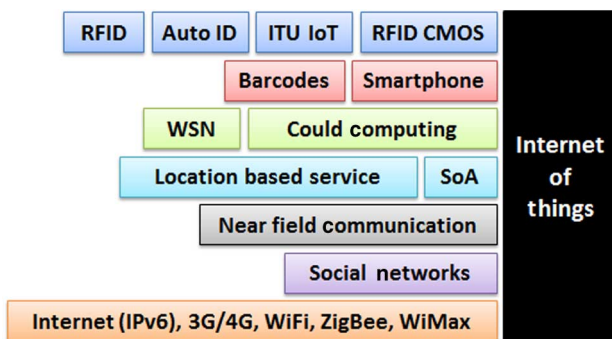 RFID Auto ID ITU IoT RFID CMOS
Barcodes Smartphone
WSN Could computing
Location based service SoA
Near field communication
Social networks
Internet (IPv6), 3G/4G, WiFi, ZigBee, WiMax
Internet
of
things